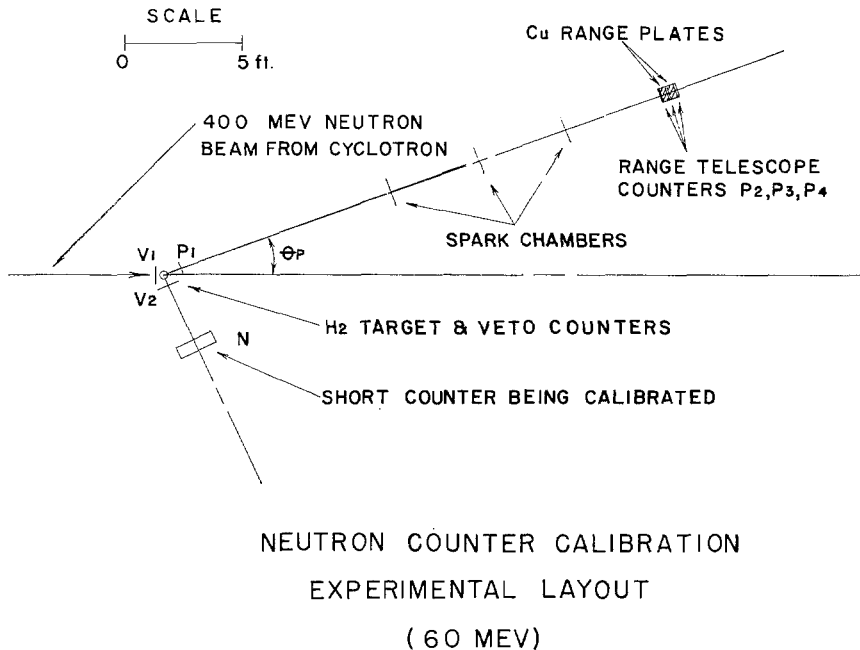 SCALE
0 5 ft.
Cu RANGE PLATES
400 MEV NEUTRON
BEAM FROM CYCLOTRON
RANGE TELESCOPE
COUNTERS P2,P3,P4
SPARK CHAMBERS
V1 P1 θP
V2
H2 TARGET & VETO COUNTERS
N
SHORT COUNTER BEING CALIBRATED
NEUTRON COUNTER CALIBRATION
EXPERIMENTAL LAYOUT
(60 MEV)